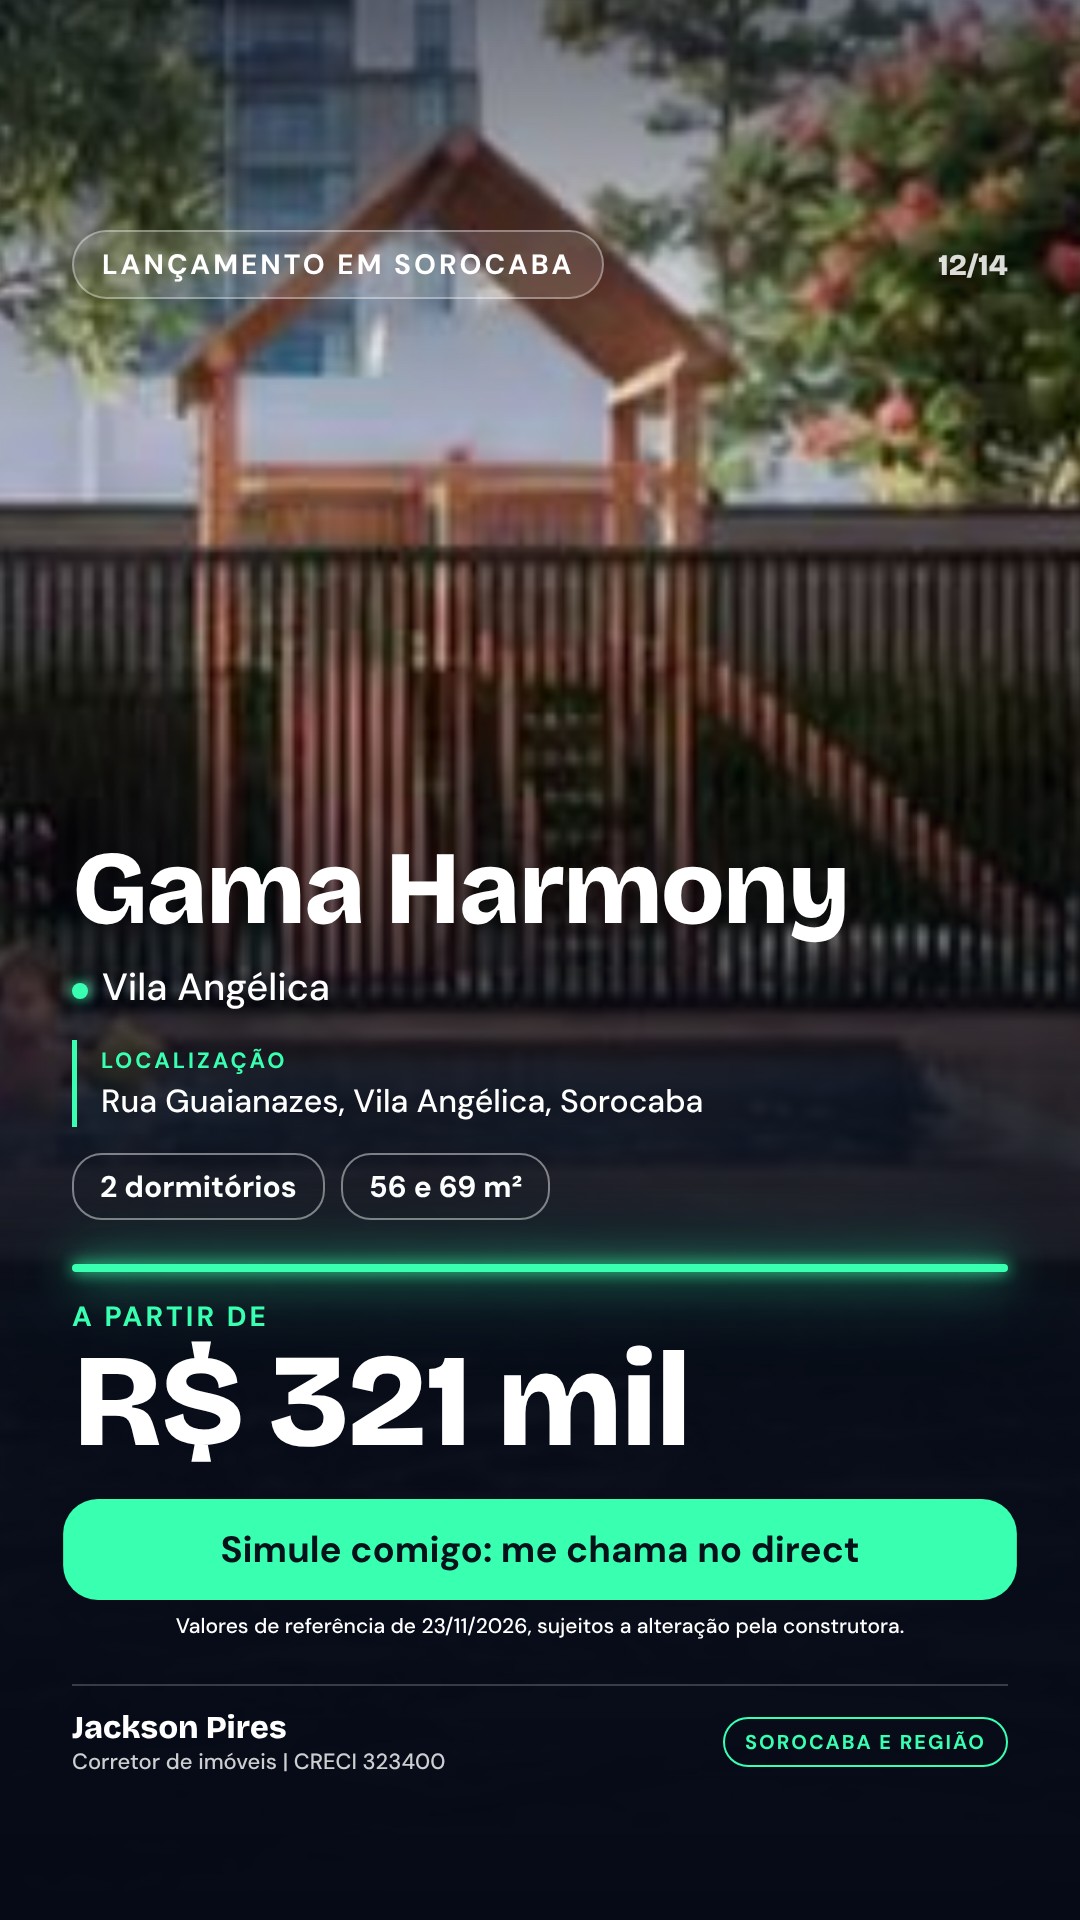 LANÇAMENTO EM SOROCABA
12/14
Gama Harmony
Vila Angélica
LOCALIZAÇÃO
Rua Guaianazes, Vila Angélica, Sorocaba
2 dormitórios
56 e 69 m²
A PARTIR DE
R$ 321 mil
Simule comigo: me chama no direct
Valores de referência de 23/11/2026, sujeitos a alteração pela construtora.
Jackson Pires
Corretor de imóveis | CRECI 323400
SOROCABA E REGIÃO